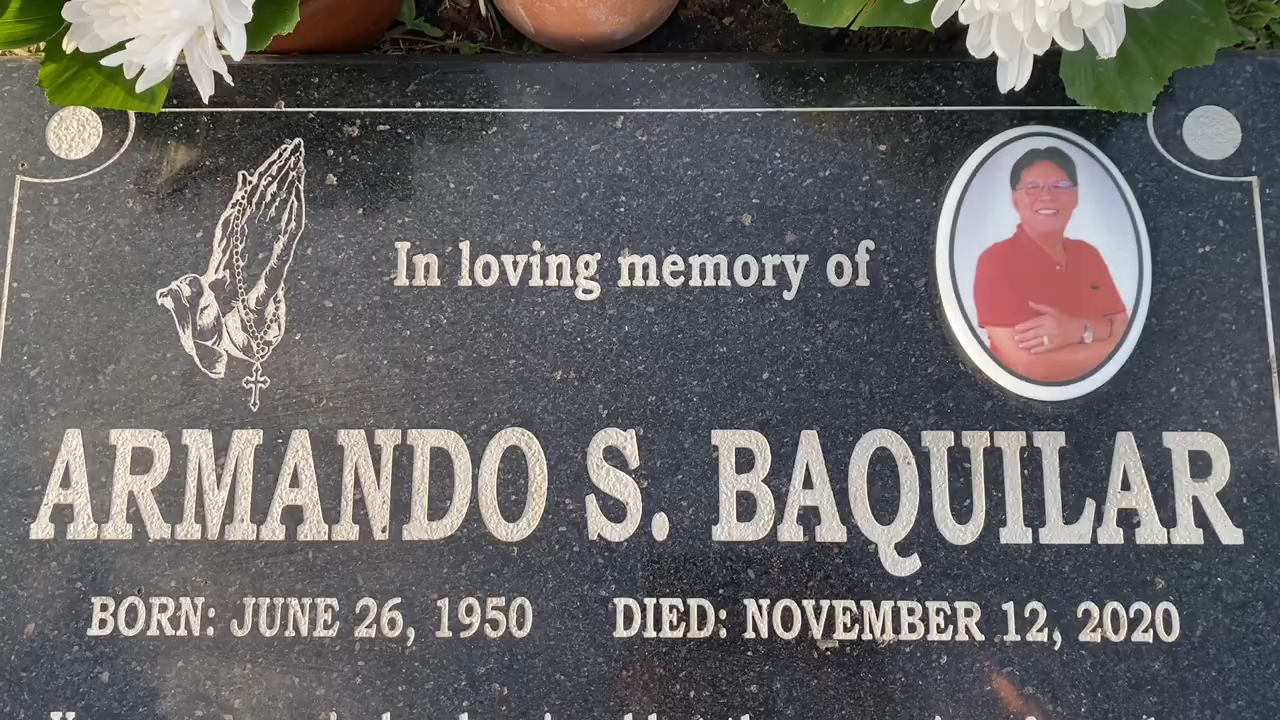 In loving memory of
ARMANDO S. BAQUILAR
BORN: JUNE 26, 1950 DIED: NOVEMBER 12, 2020